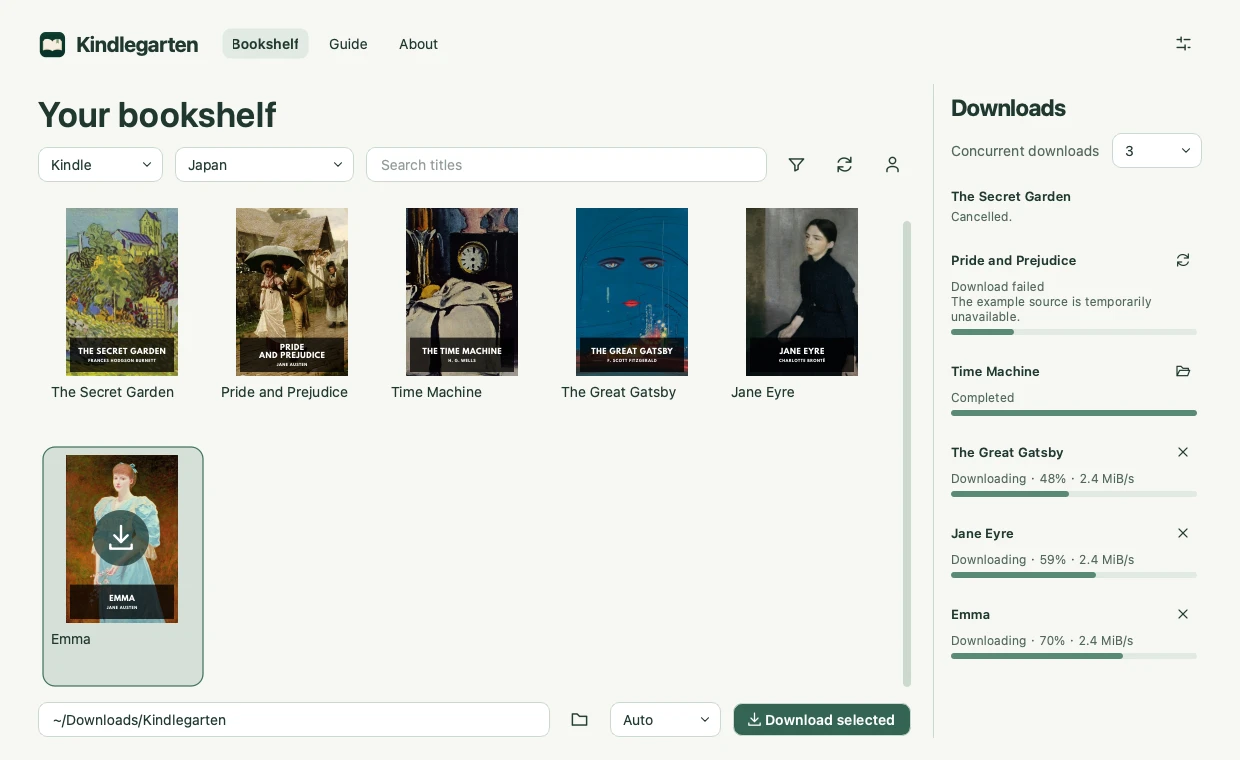 Kindlegarten
Bookshelf
Guide
About
Your bookshelf
Kindle
Japan
Search titles
THE SECRET GARDEN
FRANCES HODGSON BURNETT
The Secret Garden
PRIDE
AND PREJUDICE
JANE AUSTEN
Pride and Prejudice
THE TIME MACHINE
H. G. WELLS
Time Machine
THE GREAT GATSBY
F. SCOTT FITZGERALD
The Great Gatsby
JANE EYRE
CHARLOTTE BRONTË
Jane Eyre
EMMA
JANE AUSTEN
Emma
~/Downloads/Kindlegarten
Auto
Download selected
Downloads
Concurrent downloads
3
The Secret Garden
Cancelled.
Pride and Prejudice
Download failed
The example source is temporarily
unavailable.
Time Machine
Completed
The Great Gatsby
Downloading · 48% · 2.4 MiB/s
Jane Eyre
Downloading · 59% · 2.4 MiB/s
Emma
Downloading · 70% · 2.4 MiB/s